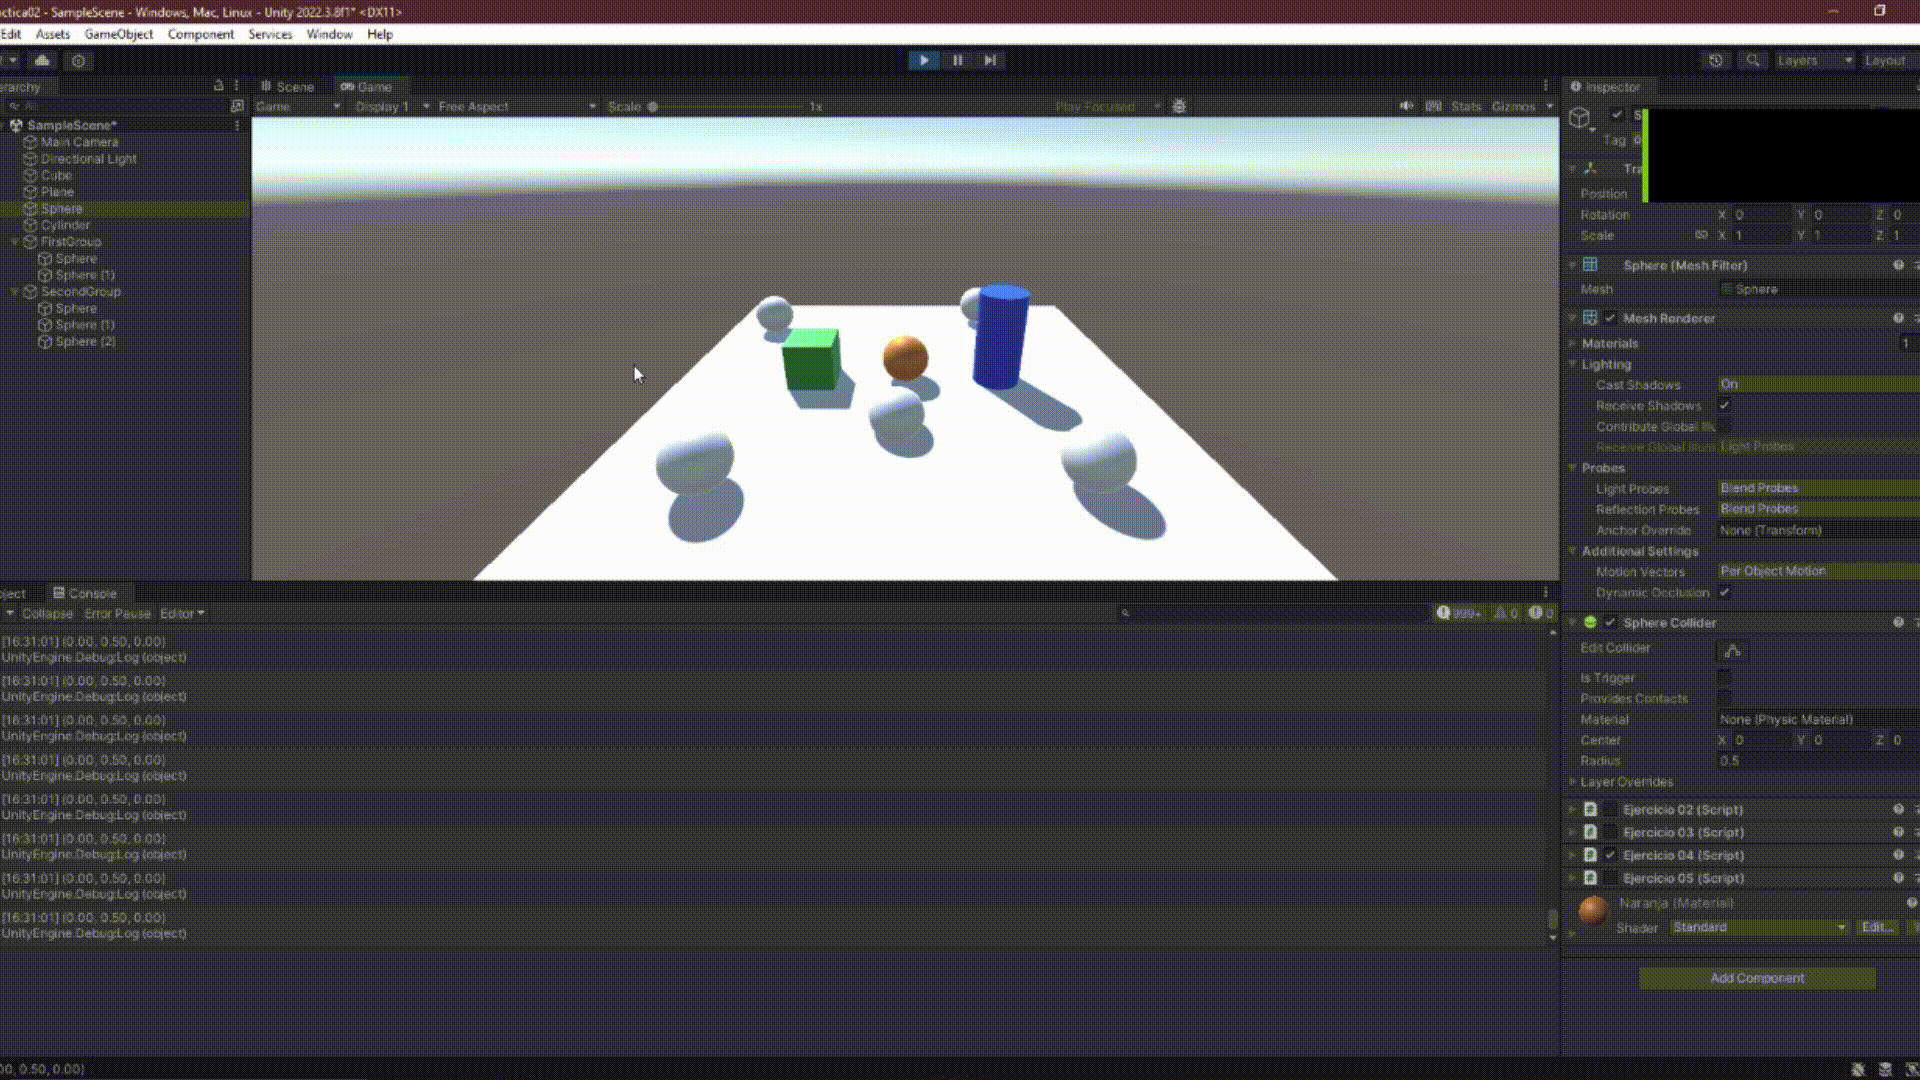 actica02 - SampleScene - Windows, Mac, Linux - Unity 2022.3.8f1* <DX11>
Edit Assets GameObject Component Services Window Help
Layers Layout
erarchy
Scene Game
Inspector
All
Game Display 1 Free Aspect Scale 1x Play Focused Stats Gizmos
SampleScene*
Main Camera
Directional Light
Cube
Plane
Sphere
Cylinder
FirstGroup
Sphere
Sphere (1)
SecondGroup
Sphere
Sphere (1)
Sphere (2)
S
Tag
Tra
Position
Rotation X 0 Y 0 Z 0
Scale X 1 Y 1 Z 1
Sphere (Mesh Filter)
Mesh Sphere
Mesh Renderer
Materials 1
Lighting
Cast Shadows On
Receive Shadows
Contribute Global Illu
Receive Global Illum Light Probes
Probes
Light Probes Blend Probes
Reflection Probes Blend Probes
Anchor Override None (Transform)
Additional Settings
Motion Vectors Per Object Motion
Dynamic Occlusion
Sphere Collider
Edit Collider
Is Trigger
Provides Contacts
Material None (Physic Material)
Center X 0 Y 0 Z 0
Radius 0.5
Layer Overrides
Ejercicio 02 (Script)
Ejercicio 03 (Script)
Ejercicio 04 (Script)
Ejercicio 05 (Script)
Naranja (Material)
Shader Standard Edit...
Add Component
oject Console
Collapse Error Pause Editor 999+ 0 0
[16:31:01] (0.00, 0.50, 0.00)
UnityEngine.Debug:Log (object)
[16:31:01] (0.00, 0.50, 0.00)
UnityEngine.Debug:Log (object)
[16:31:01] (0.00, 0.50, 0.00)
UnityEngine.Debug:Log (object)
[16:31:01] (0.00, 0.50, 0.00)
UnityEngine.Debug:Log (object)
[16:31:01] (0.00, 0.50, 0.00)
UnityEngine.Debug:Log (object)
[16:31:01] (0.00, 0.50, 0.00)
UnityEngine.Debug:Log (object)
[16:31:01] (0.00, 0.50, 0.00)
UnityEngine.Debug:Log (object)
[16:31:01] (0.00, 0.50, 0.00)
UnityEngine.Debug:Log (object)
00, 0.50, 0.00)